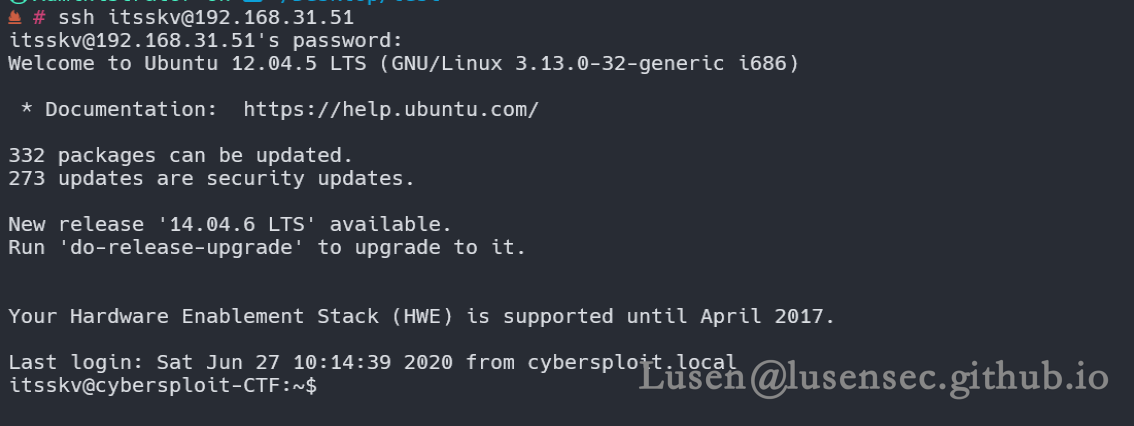 # ssh itsskv@192.168.31.51
itsskv@192.168.31.51's password:
Welcome to Ubuntu 12.04.5 LTS (GNU/Linux 3.13.0-32-generic i686)
* Documentation:  https://help.ubuntu.com/
332 packages can be updated.
273 updates are security updates.
New release '14.04.6 LTS' available.
Run 'do-release-upgrade' to upgrade to it.
Your Hardware Enablement Stack (HWE) is supported until April 2017.
Last login: Sat Jun 27 10:14:39 2020 from cybersploit.local
itsskv@cybersploit-CTF:~$
Lusen@lusensec.github.io